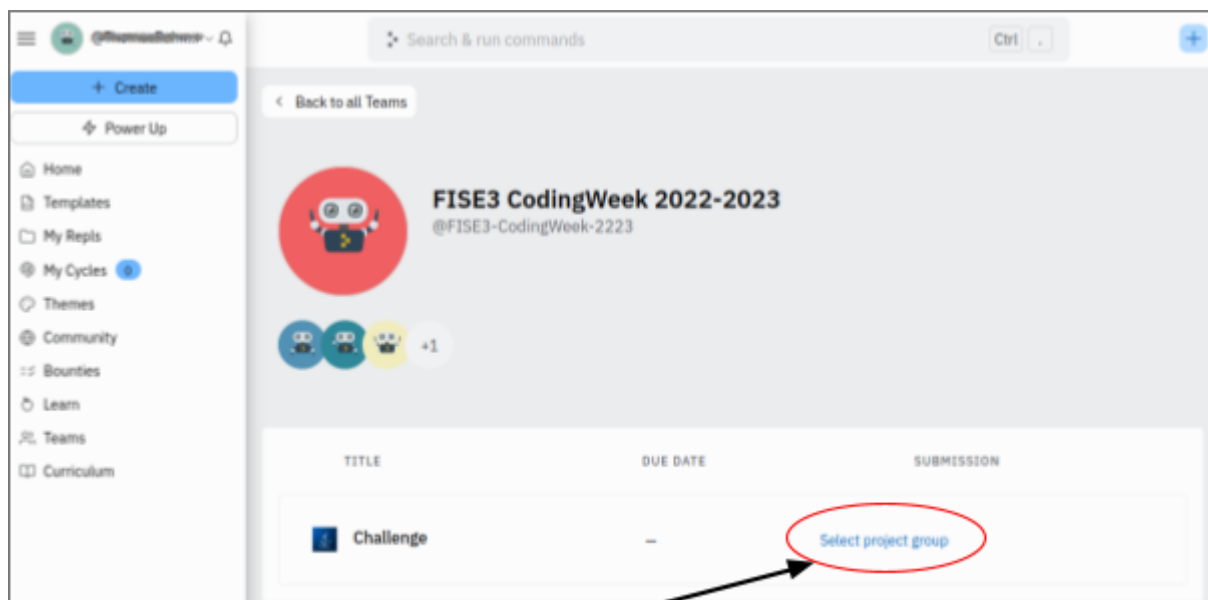 Search & run commands
Ctrl .
+ Create
Power Up
Home
Templates
My Repls
My Cycles 0
Themes
Community
Bounties
Learn
Teams
Curriculum
< Back to all Teams
FISE3 CodingWeek 2022-2023
@FISE3-CodingWeek-2223
+1
TITLE DUE DATE SUBMISSION
Challenge — Select project group